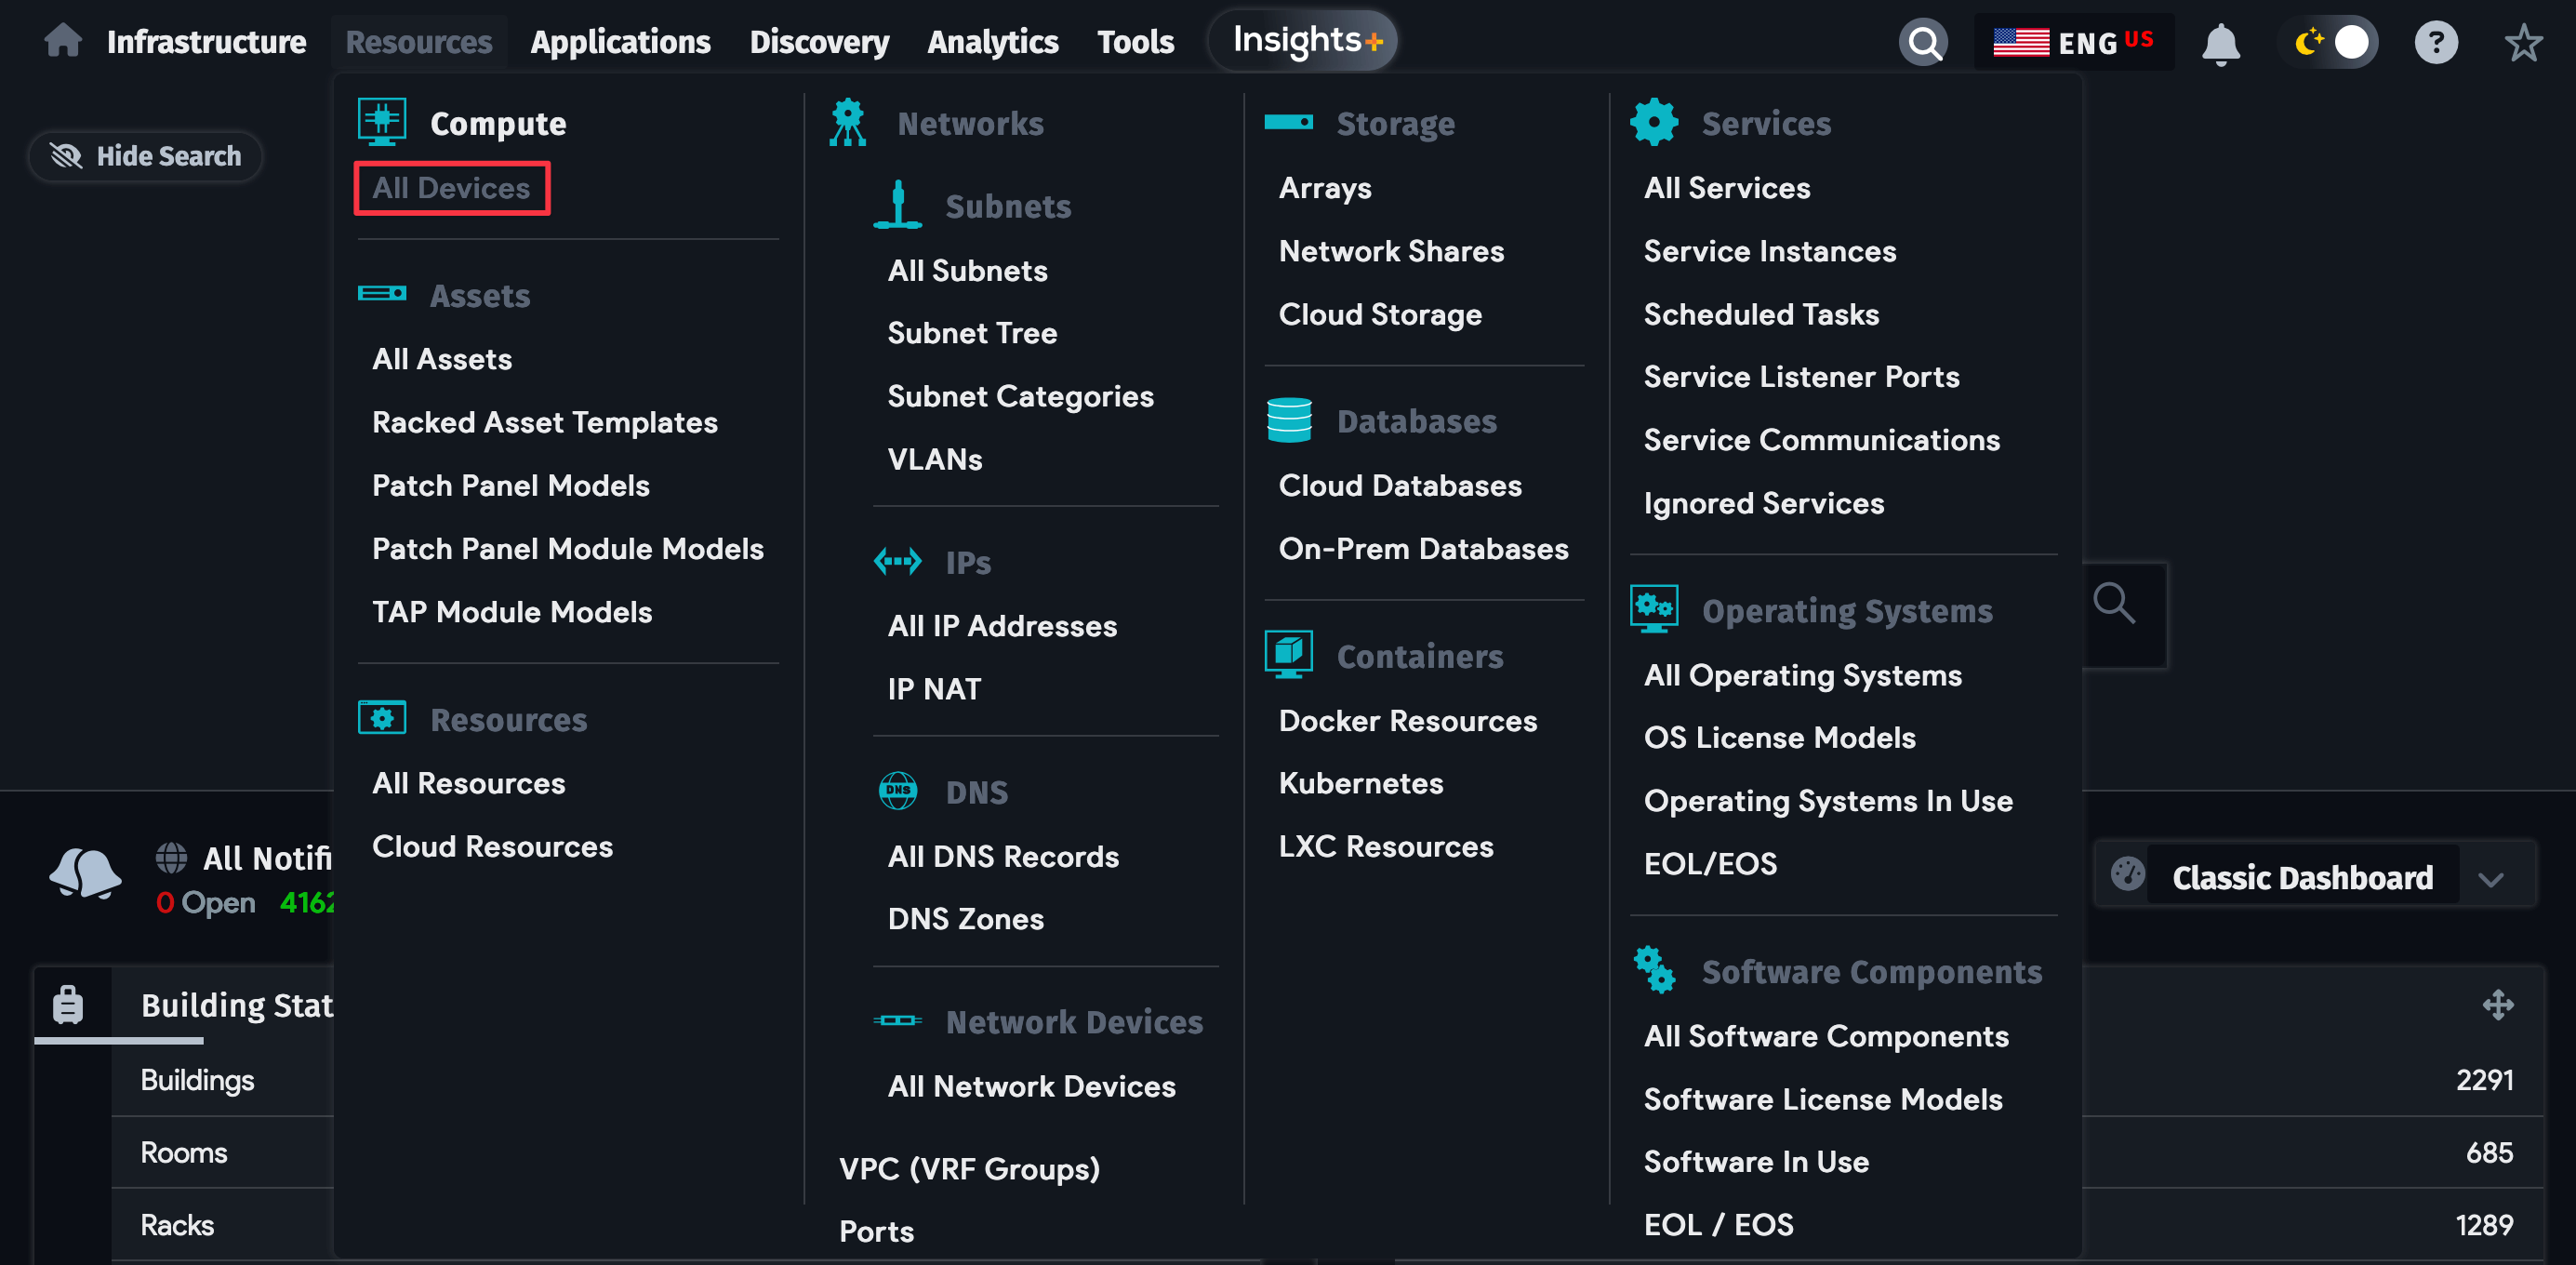 Infrastructure
Resources
Applications
Discovery
Analytics
Tools
Insights+
ENG US
?
Hide Search
Compute
All Devices
Assets
All Assets
Racked Asset Templates
Patch Panel Models
Patch Panel Module Models
TAP Module Models
Resources
All Resources
Cloud Resources
Networks
Subnets
All Subnets
Subnet Tree
Subnet Categories
VLANs
IPs
All IP Addresses
IP NAT
DNS
DNS
All DNS Records
DNS Zones
Network Devices
All Network Devices
VPC (VRF Groups)
Ports
Storage
Arrays
Network Shares
Cloud Storage
Databases
Cloud Databases
On-Prem Databases
Containers
Docker Resources
Kubernetes
LXC Resources
Services
All Services
Service Instances
Scheduled Tasks
Service Listener Ports
Service Communications
Ignored Services
Operating Systems
All Operating Systems
OS License Models
Operating Systems In Use
EOL/EOS
Software Components
All Software Components
Software License Models
Software In Use
EOL / EOS
All Notifi
0 Open 4162
Classic Dashboard
Building Stat
Buildings
2291
Rooms
685
Racks
1289